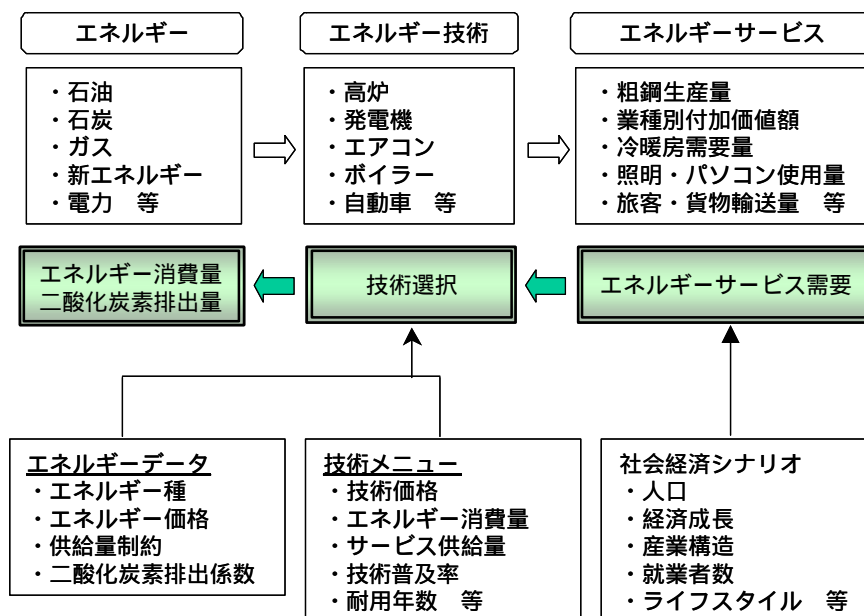 エネルギー
エネルギー技術
エネルギーサービス
・石油
・石炭
・ガス
・新エネルギー
・電力　等
・高炉
・発電機
・エアコン
・ボイラー
・自動車　等
・粗鋼生産量
・業種別付加価値額
・冷暖房需要量
・照明・パソコン使用量
・旅客・貨物輸送量　等
エネルギー消費量
二酸化炭素排出量
技術選択
エネルギーサービス需要
エネルギーデータ
・エネルギー種
・エネルギー価格
・供給量制約
・二酸化炭素排出係数
技術メニュー
・技術価格
・エネルギー消費量
・サービス供給量
・技術普及率
・耐用年数　等
社会経済シナリオ
・人口
・経済成長
・産業構造
・就業者数
・ライフスタイル　等